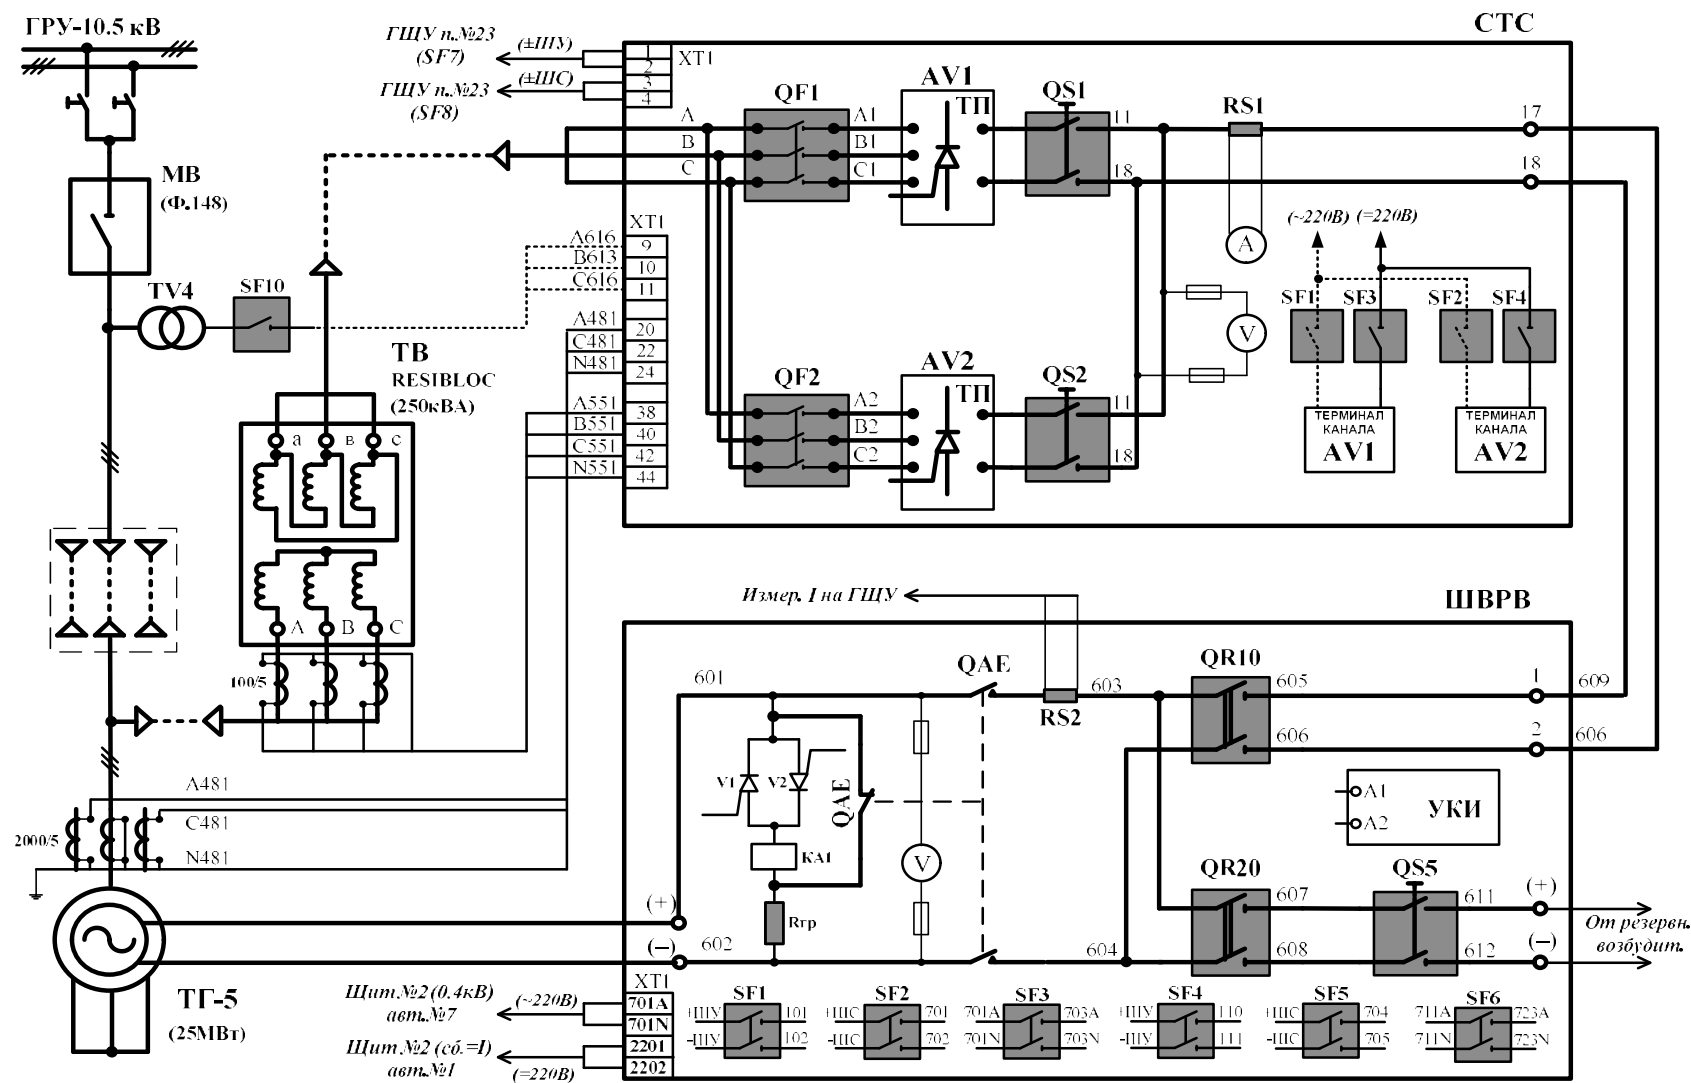 ГРУ-10.5 кВ
МВ
(Ф.148)
TV4
SF10
ТВ
RESIBLOC
(250кВА)
а
в
с
А
В
С
100/5
А481
2000/5
С481
N481
ТГ-5
(25МВт)
СТС
ГЩУ п.№23
(SF7)
(±ШУ)
ГЩУ п.№23
(SF8)
(±ШС)
1
2
3
4
XT1
A
B
C
QF1
A1
B1
C1
AV1
ТП
QS1
11
18
RS1
17
18
A
V
(~220В)
(=220В)
SF1
SF3
SF2
SF4
ТЕРМИНАЛ
КАНАЛА
AV1
ТЕРМИНАЛ
КАНАЛА
AV2
XT1
A616
9
B613
10
C616
11
A481
20
C481
22
N481
24
A551
38
B551
40
C551
42
N551
44
QF2
A2
B2
C2
AV2
ТП
QS2
11
18
Измер. I на ГЩУ
ШВРВ
601
QAE
RS2
603
QR10
605
606
1
609
2
606
V1
V2
QAE
КА1
Rгр
V
A1
A2
УКИ
(+)
(–)
602
604
QR20
607
608
QS5
611
612
(+)
(–)
От резервн.
возбудит.
XT1
701A
701N
2201
2202
Щит №2 (0.4кВ)
авт.№7
(~220В)
Щит №2 (сб.=I)
авт.№1
(=220В)
SF1
+ШУ
101
-ШУ
102
SF2
+ШС
701
-ШС
702
SF3
701A
703A
701N
703N
SF4
+ШУ
110
-ШУ
111
SF5
+ШС
704
-ШС
705
SF6
711A
723A
711N
723N